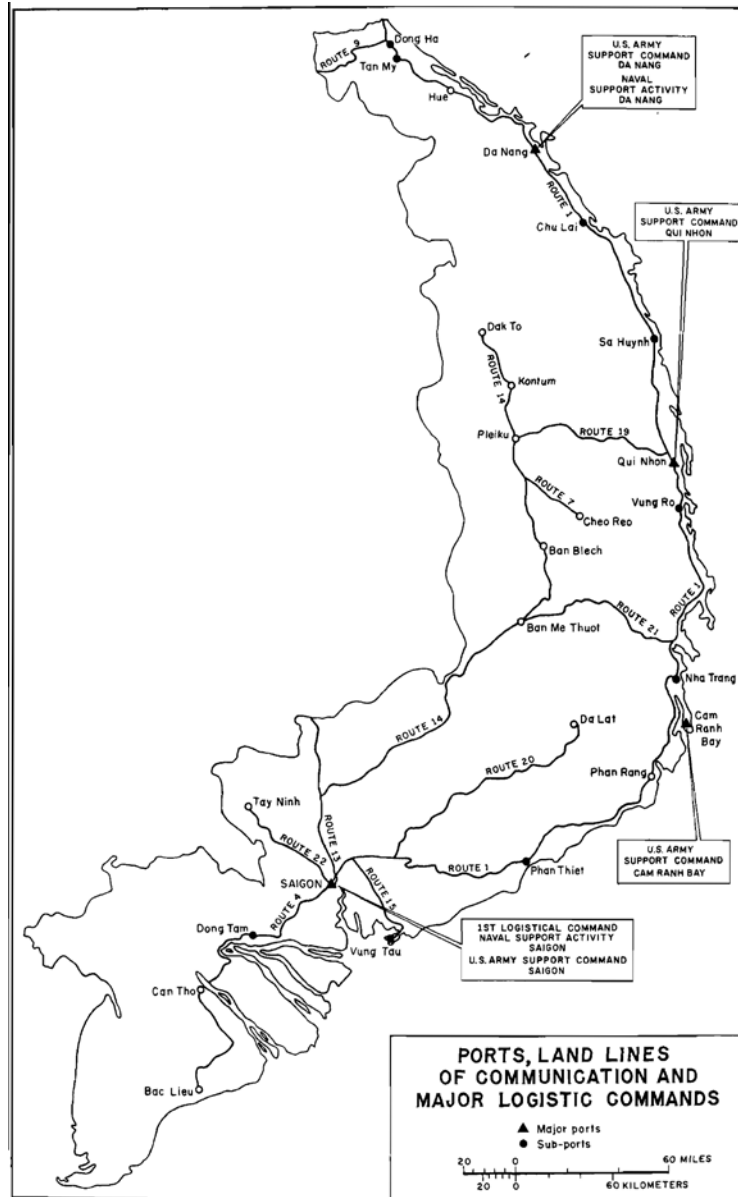 ROUTE 9
Dong Ha
Tan My
Hue
U.S. ARMY
SUPPORT COMMAND
DA NANG
NAVAL
SUPPORT ACTIVITY
DA NANG
Da Nang
ROUTE 1
Chu Lai
U.S. ARMY
SUPPORT COMMAND
QUI NHON
Dak To
Sa Huynh
ROUTE 14
Kontum
Pleiku
ROUTE 19
Qui Nhon
ROUTE 7
Vung Ro
Cheo Reo
Ban Blech
ROUTE 1
Ban Me Thuot
ROUTE 21
Nha Trang
ROUTE 14
Da Lat
Cam
Ranh
Bay
ROUTE 20
Phan Rang
Tay Ninh
ROUTE 22
ROUTE 13
U.S. ARMY
SUPPORT COMMAND
CAM RANH BAY
ROUTE 1
Phan Thiet
SAIGON
ROUTE 15
ROUTE 4
Dong Tam
Vung Tau
1ST LOGISTICAL COMMAND
NAVAL SUPPORT ACTIVITY
SAIGON
U.S. ARMY SUPPORT COMMAND
SAIGON
Can Tho
Bac Lieu
PORTS, LAND LINES
OF COMMUNICATION AND
MAJOR LOGISTIC COMMANDS
Major ports
Sub-ports
20 0 60 MILES
20 0 60 KILOMETERS